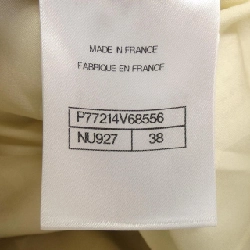 MADE IN FRANCE
FABRIQUE EN FRANCE
P77214V68556
NU927 38